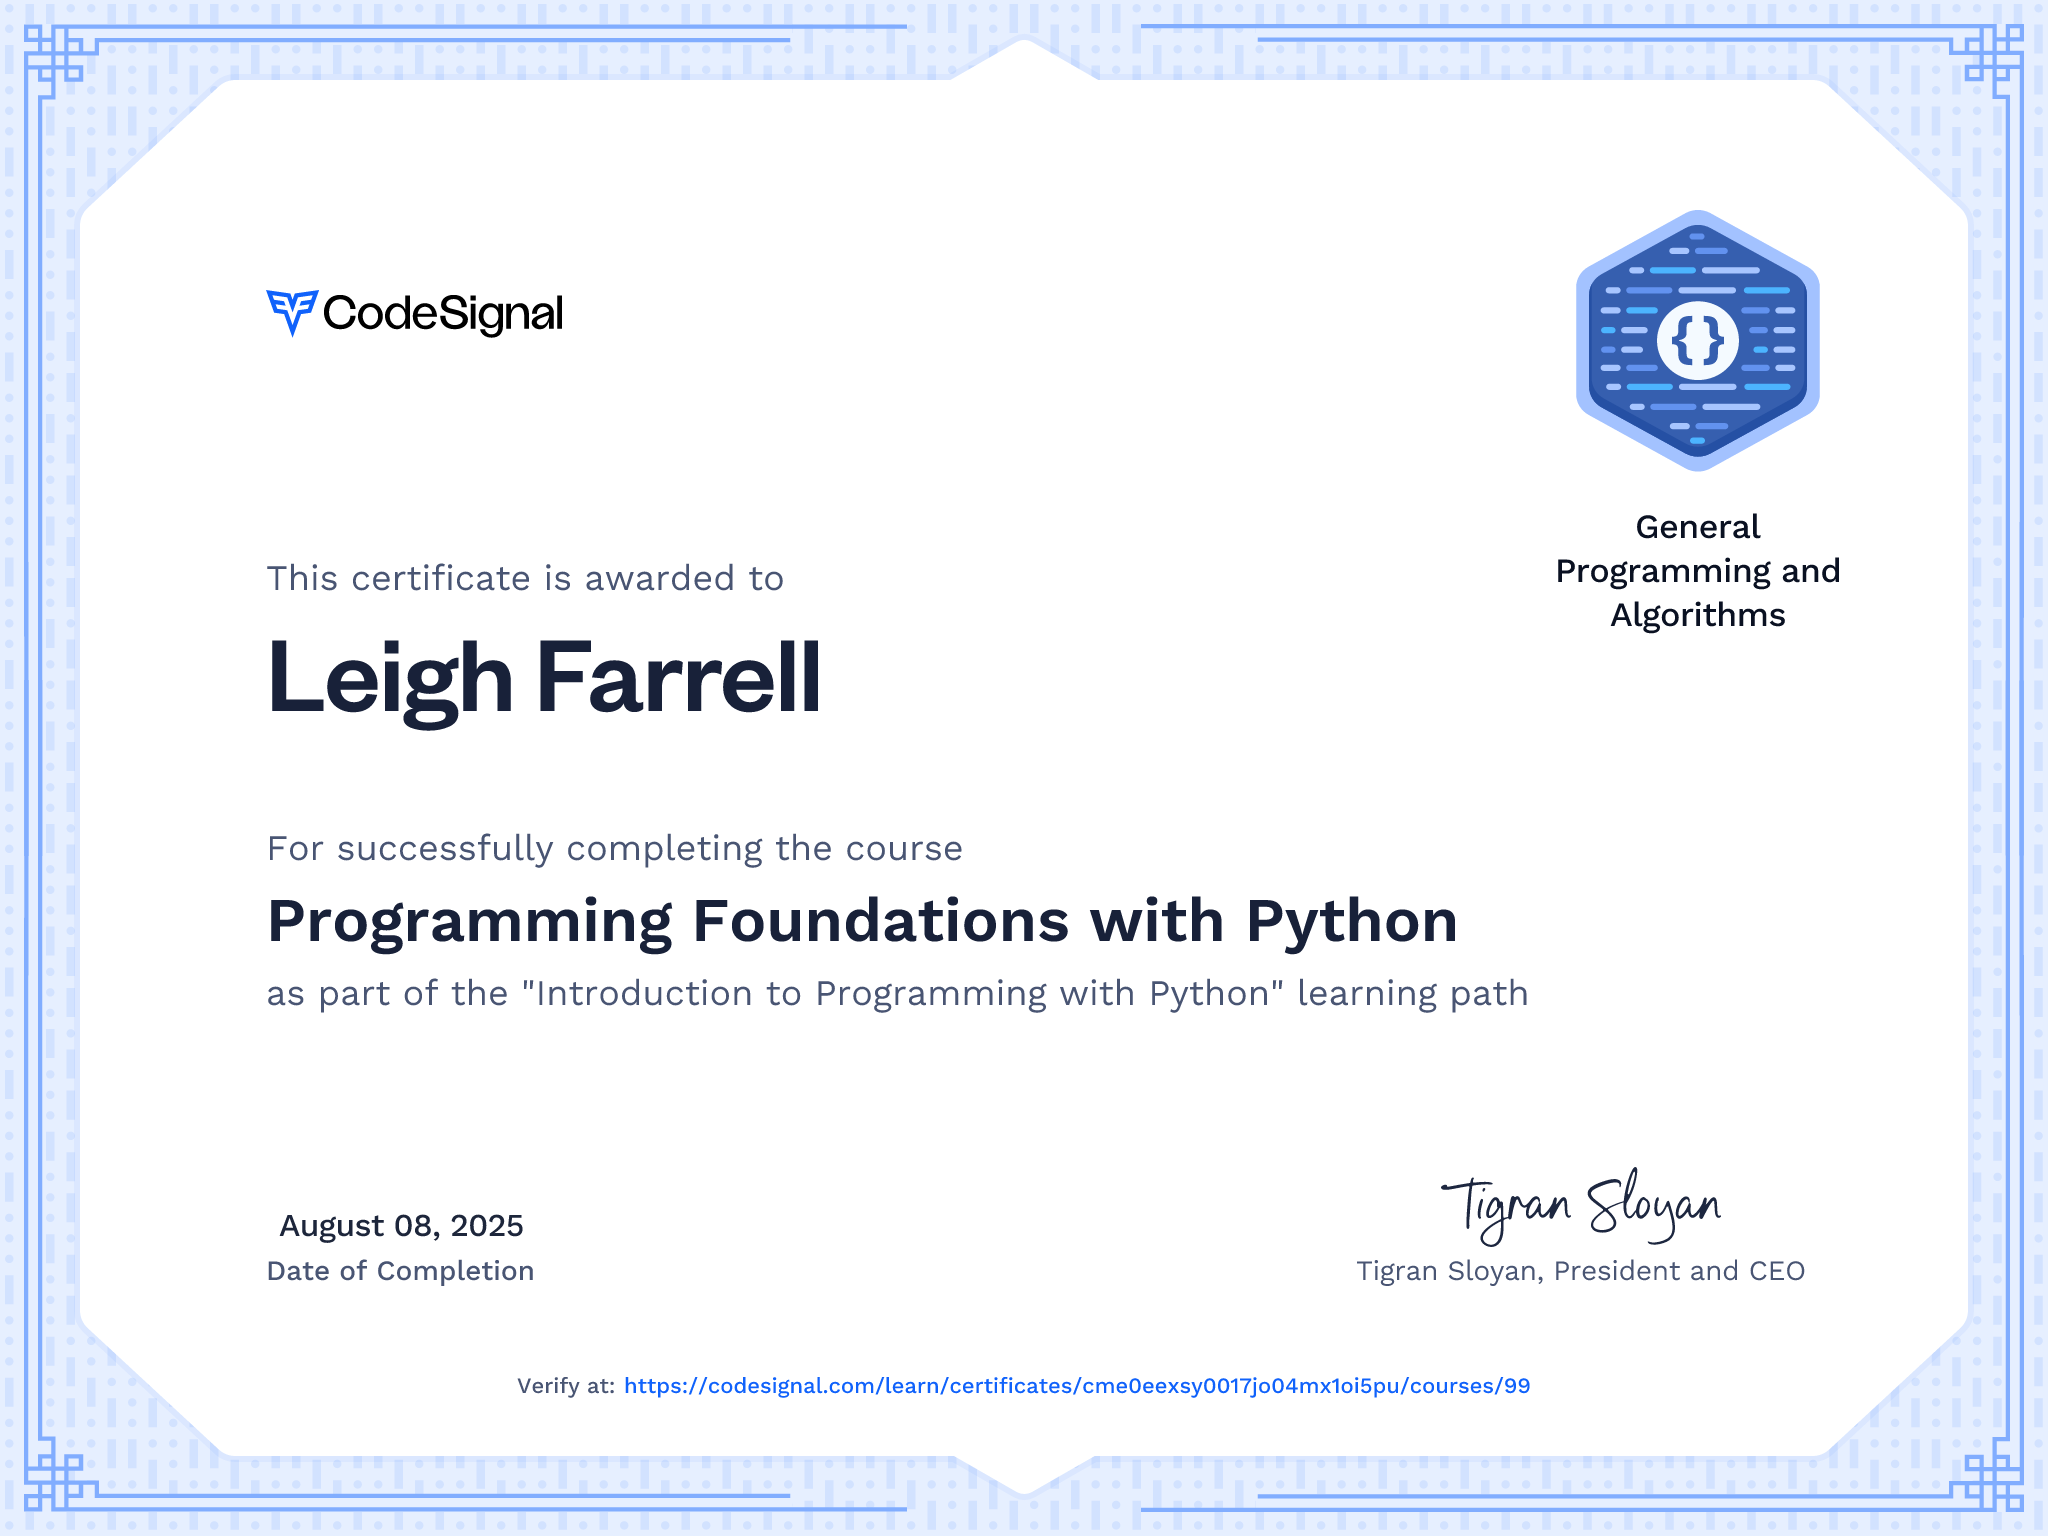 CodeSignal
{}
General
Programming and
Algorithms
This certificate is awarded to
Leigh Farrell
For successfully completing the course
Programming Foundations with Python
as part of the "Introduction to Programming with Python" learning path
August 08, 2025
Date of Completion
Tigran Sloyan
Tigran Sloyan, President and CEO
Verify at: https://codesignal.com/learn/certificates/cme0eexsy0017jo04mx1oi5pu/courses/99